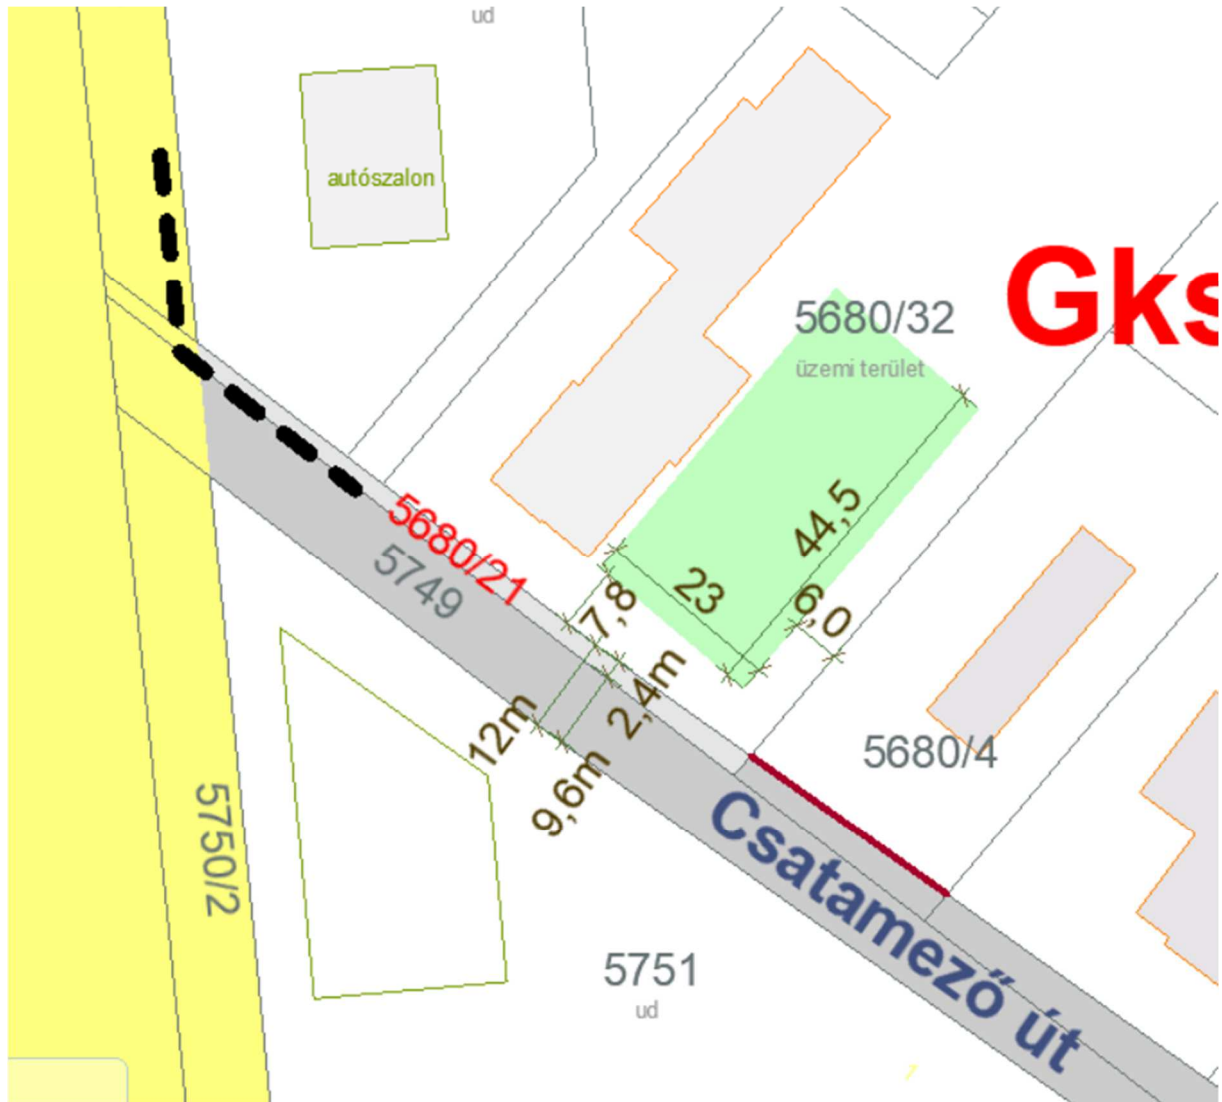 ud
autószalon
5680/32
üzemi terület
Gks
44,5
5680/21
5749
23
7,8
6,0
2,4m
12m
9,6m
5680/4
Csatamező út
5750/2
5751
ud
1